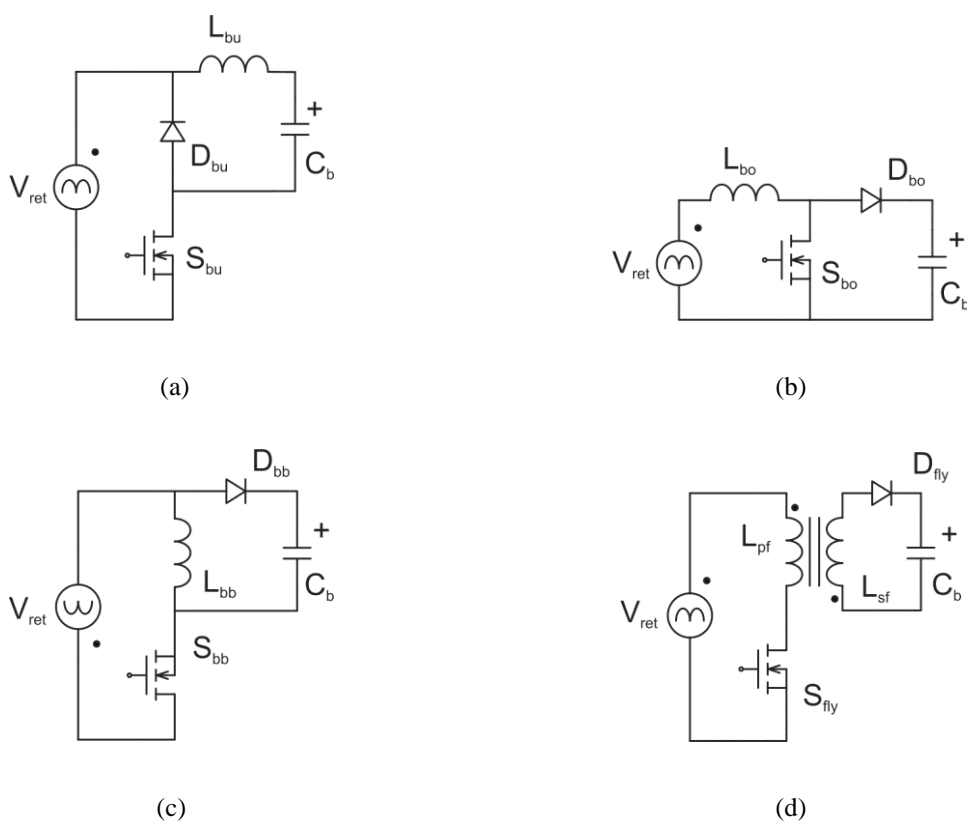 L_bu
D_bu
+
C_b
V_ret
S_bu
(a)
L_bo
D_bo
V_ret
S_bo
+
C_b
(b)
D_bb
+
L_bb
C_b
V_ret
S_bb
(c)
D_fly
L_pf
+
L_sf
C_b
V_ret
S_fly
(d)